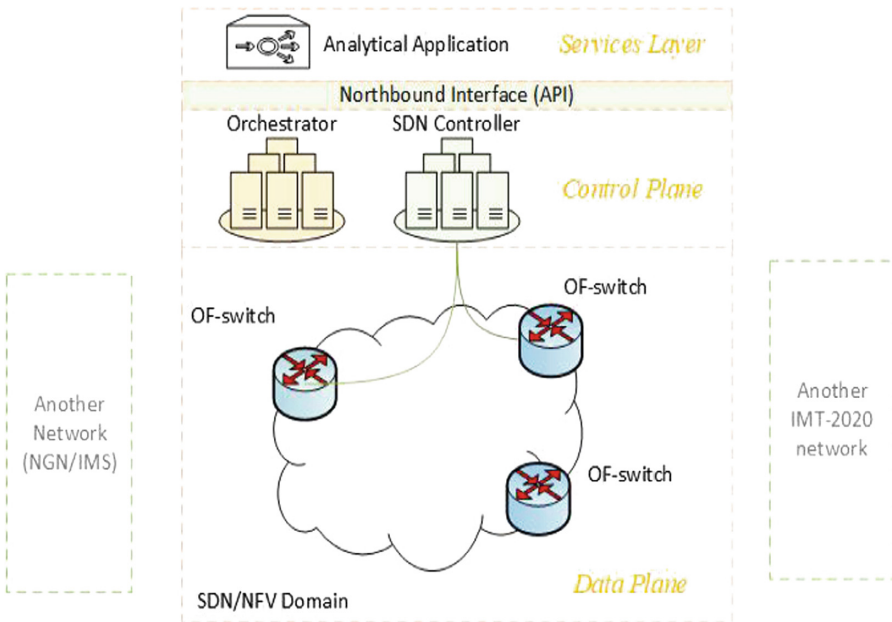 Analytical Application
Services Layer
Northbound Interface (API)
Orchestrator
SDN Controller
Control Plane
OF-switch
OF-switch
Another
Network
(NGN/IMS)
Another
IMT-2020
network
OF-switch
Data Plane
SDN/NFV Domain